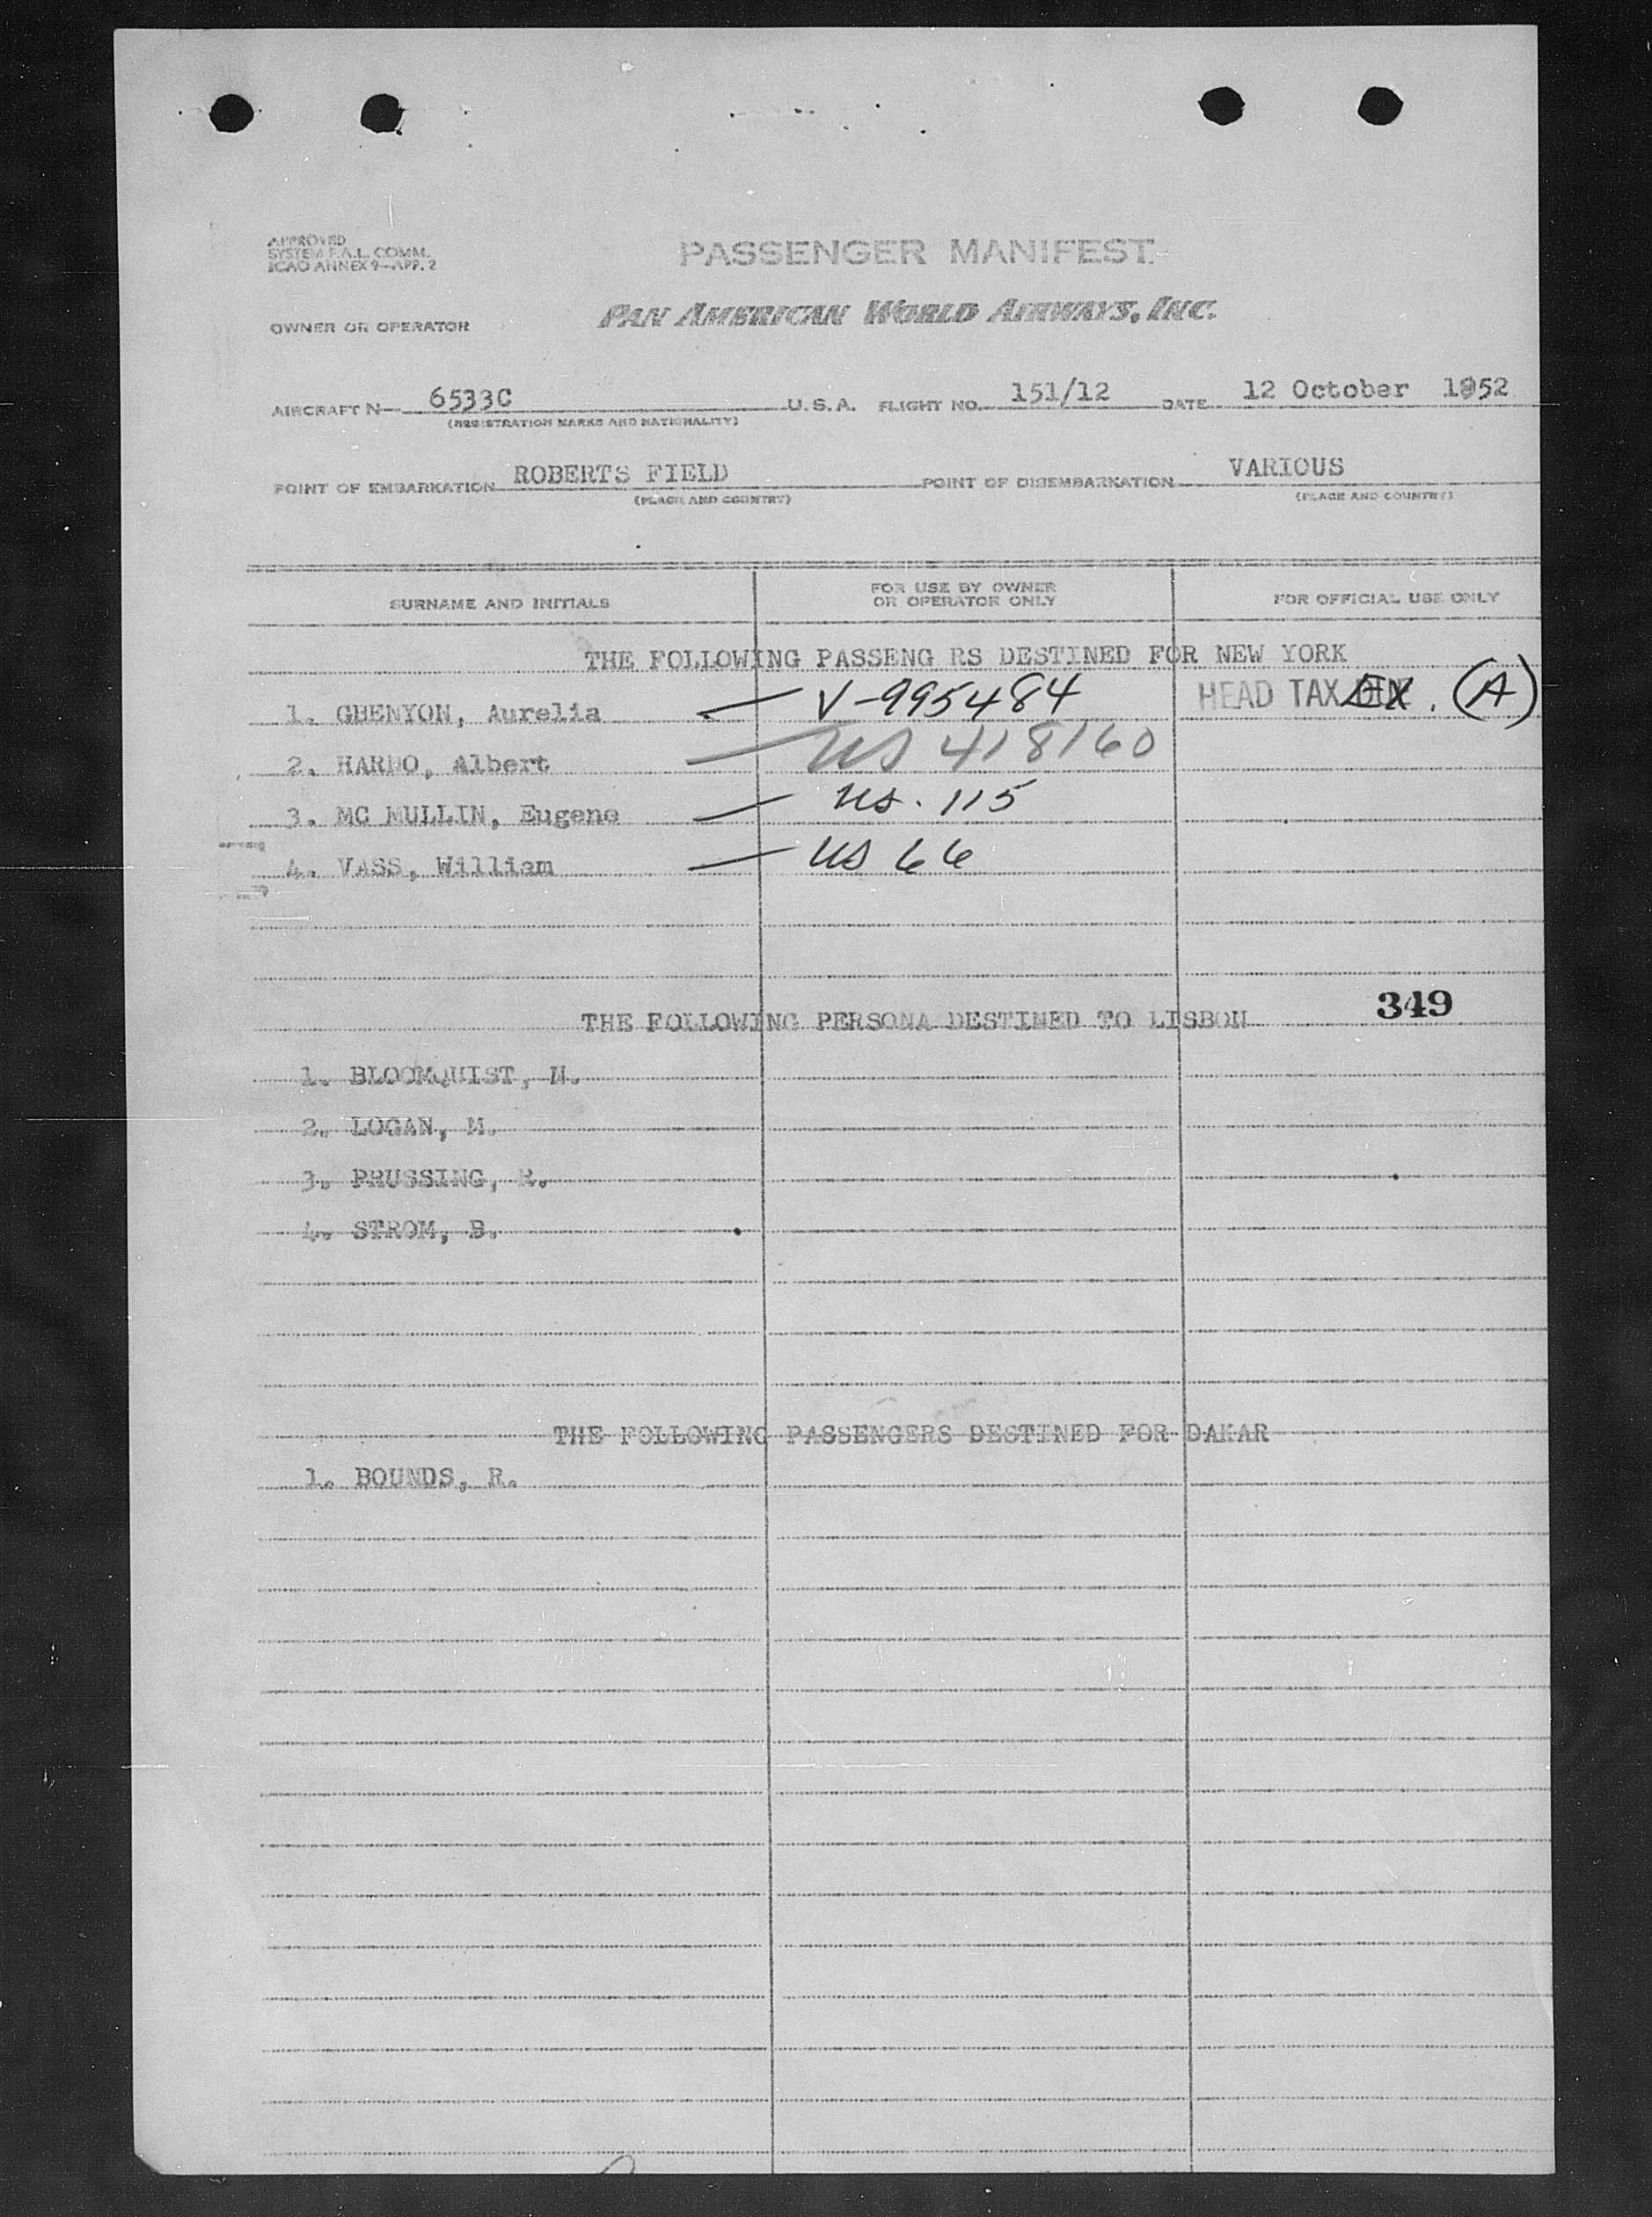 APPROVED
SYSTEM F.A.L. COMM.
ICAO ANNEX 9-APP. 2
PASSENGER MANIFEST
OWNER OR OPERATOR
PAN AMERICAN WORLD AIRWAYS, INC.
AIRCRAFT N- 6533C U.S.A. FLIGHT NO. 151/12 DATE 12 October 1952
(REGISTRATION MARKS AND NATIONALITY)
POINT OF EMBARKATION ROBERTS FIELD POINT OF DISEMBARKATION VARIOUS
(PLACE AND COUNTRY) (PLACE AND COUNTRY)
SURNAME AND INITIALS FOR USE BY OWNER OR OPERATOR ONLY FOR OFFICIAL USE ONLY
THE FOLLOWING PASSENG RS DESTINED FOR NEW YORK
1. GBENYON, Aurelia — V-995484 HEAD TAX EX. (A)
2. Albert — US 418160
3. MC MULLIN, Eugene — US. 115
4. VASS, William — US 66
349
THE FOLLOWING PERSONA DESTINED TO LISBON
1. BLOOMQUIST, N.
2. LOGAN, M.
3. PRUSSING, R.
4. STROM, B.
THE FOLLOWING PASSENGERS DESTINED FOR DAKAR
1. BOUNDS, R.